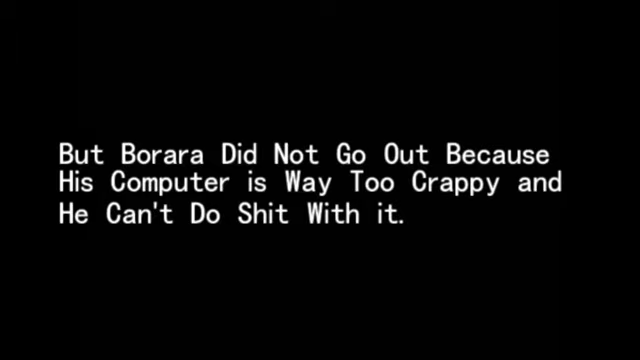 But Borara Did Not Go Out Because
His Computer is Way Too Crappy and
He Can't Do Shit With it.